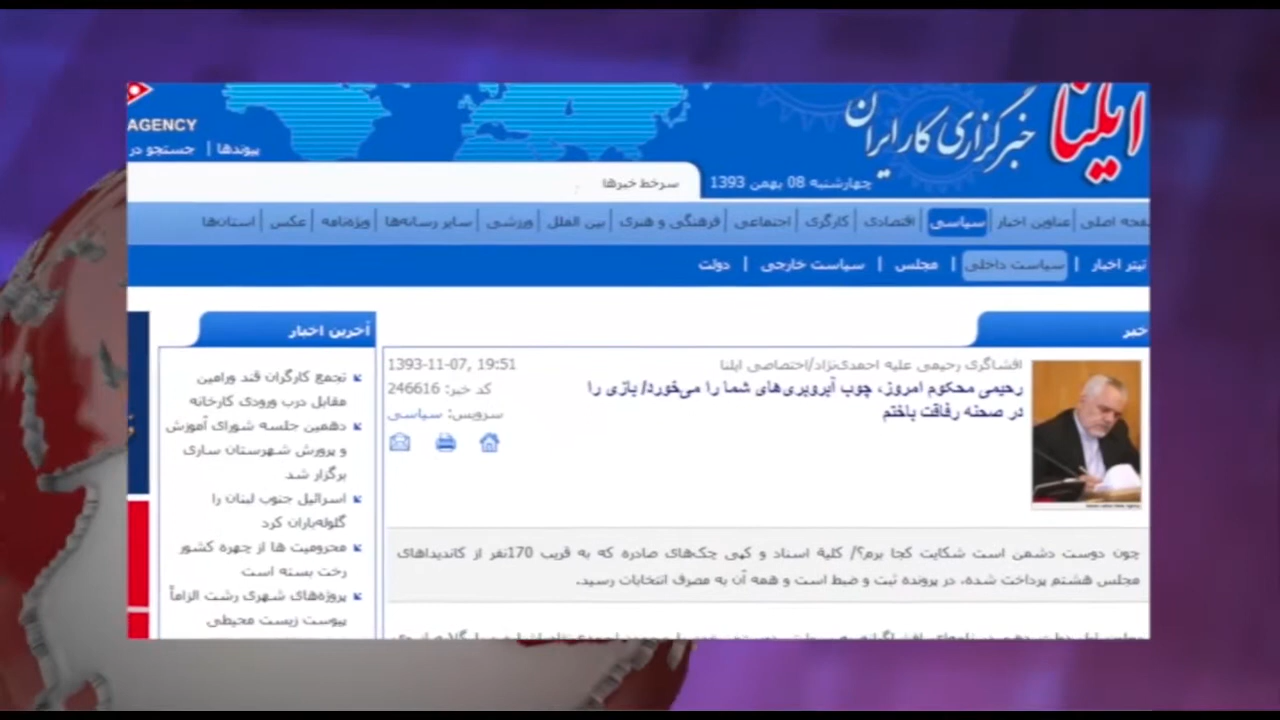 ایلنا
خبرگزاری کار ایران
AGENCY
پیوندها | جستجو در
چهارشنبه 08 بهمن 1393
سرخط خبرها
صفحه اصلی | عناوین اخبار | سیاسی | اقتصادی | کارگری | اجتماعی | فرهنگی و هنری | بین الملل | ورزشی | سایر رسانه‌ها | ویژه‌نامه | عکس | استان‌ها
تیتر اخبار | سیاست داخلی | مجلس | سیاست خارجی | دولت
خبر
افشاگری رحیمی علیه احمدی‌نژاد/اختصاصی ایلنا
رحیمی محکوم امروز، چوب آبروبری‌های شما را می‌خورد/ بازی را
در صحنه رفاقت باختم
1393-11-07, 19:51
کد خبر: 246616
سرویس: سیاسی
چون دوست دشمن است شکایت کجا برم؟/ کلیة اسناد و کپی چک‌های صادره که به قریب 170نفر از کاندیداهای
مجلس هشتم پرداخت شده، در پرونده ثبت و ضبط است و همه آن به مصرف انتخابات رسید.
آخرین اخبار
تجمع کارگران قند ورامین
مقابل درب ورودی کارخانه
دهمین جلسه شورای آموزش
و پرورش شهرستان ساری
برگزار شد
اسرائیل جنوب لبنان را
گلوله‌باران کرد
محرومیت ها از چهره کشور
رخت بسته است
پروژه‌های شهری رشت الزاماً
پیوست زیست محیطی